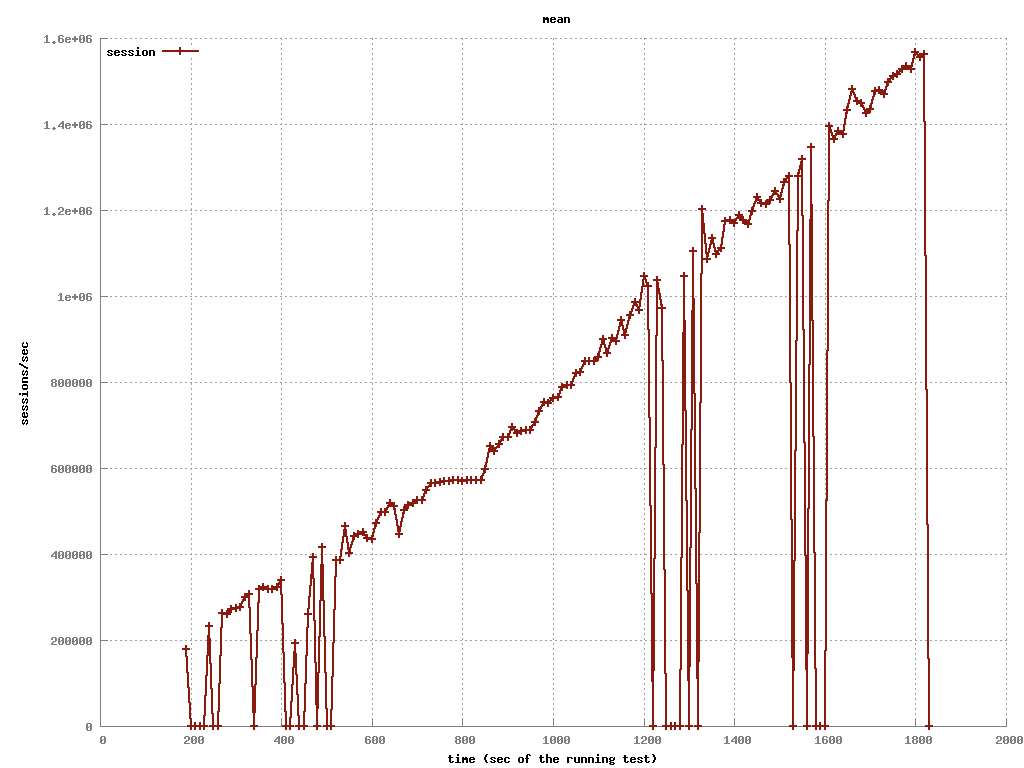 mean
session
1.6e+06
1.4e+06
1.2e+06
1e+06
800000
600000
400000
200000
0
sessions/sec
0 200 400 600 800 1000 1200 1400 1600 1800 2000
time (sec of the running test)